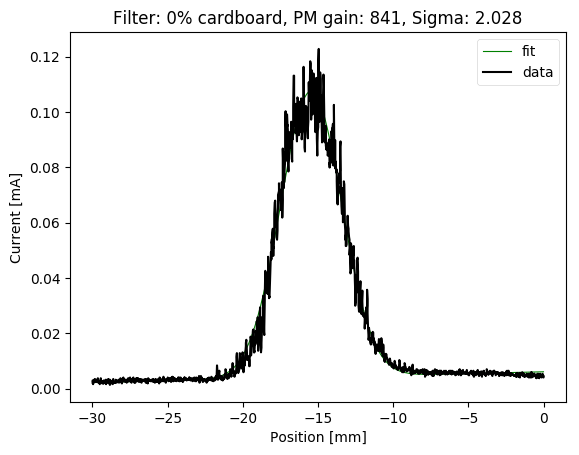 Filter: 0% cardboard, PM gain: 841, Sigma: 2.028
fit
data
0.12
0.10
0.08
0.06
0.04
0.02
0.00
Current [mA]
−30 −25 −20 −15 −10 −5 0
Position [mm]